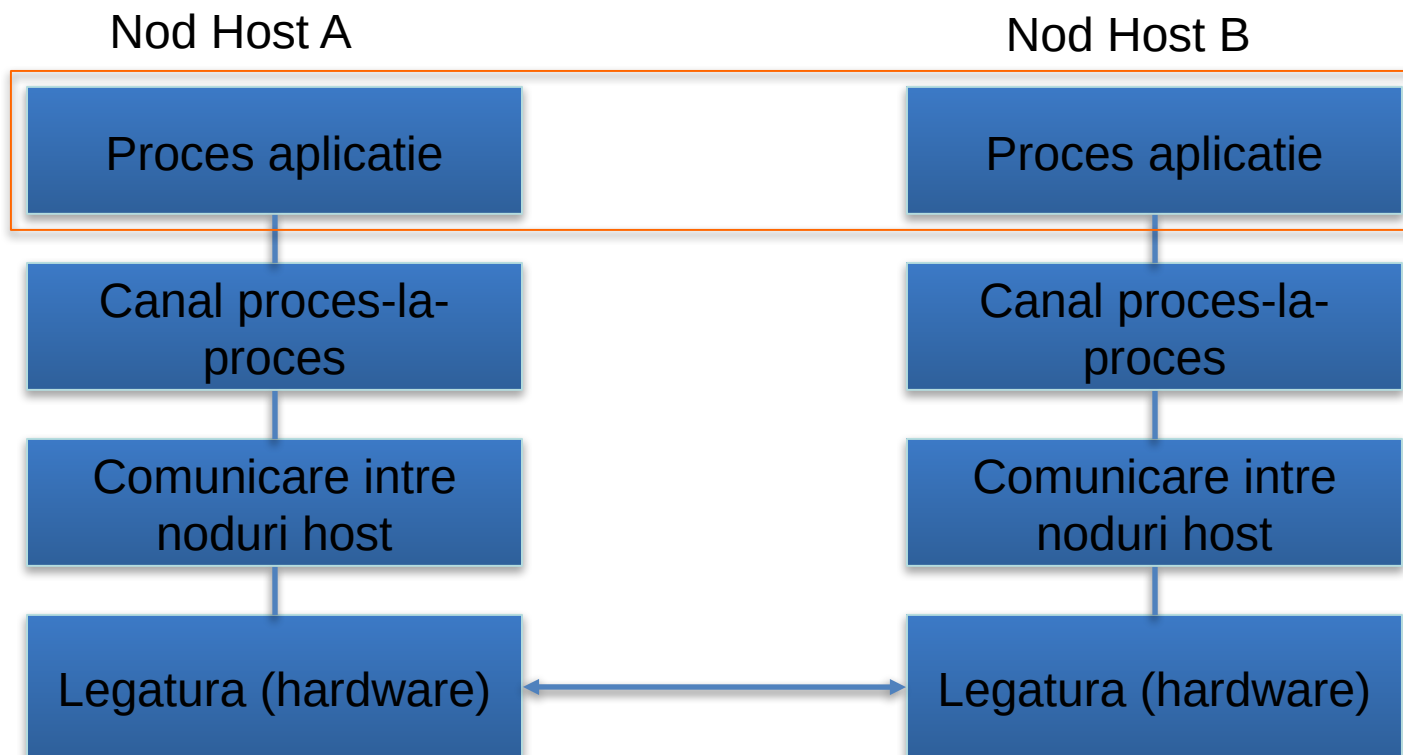 Nod Host A
Nod Host B
Proces aplicatie
Proces aplicatie
Canal proces-la-
proces
Canal proces-la-
proces
Comunicare intre
noduri host
Comunicare intre
noduri host
Legatura (hardware)
Legatura (hardware)